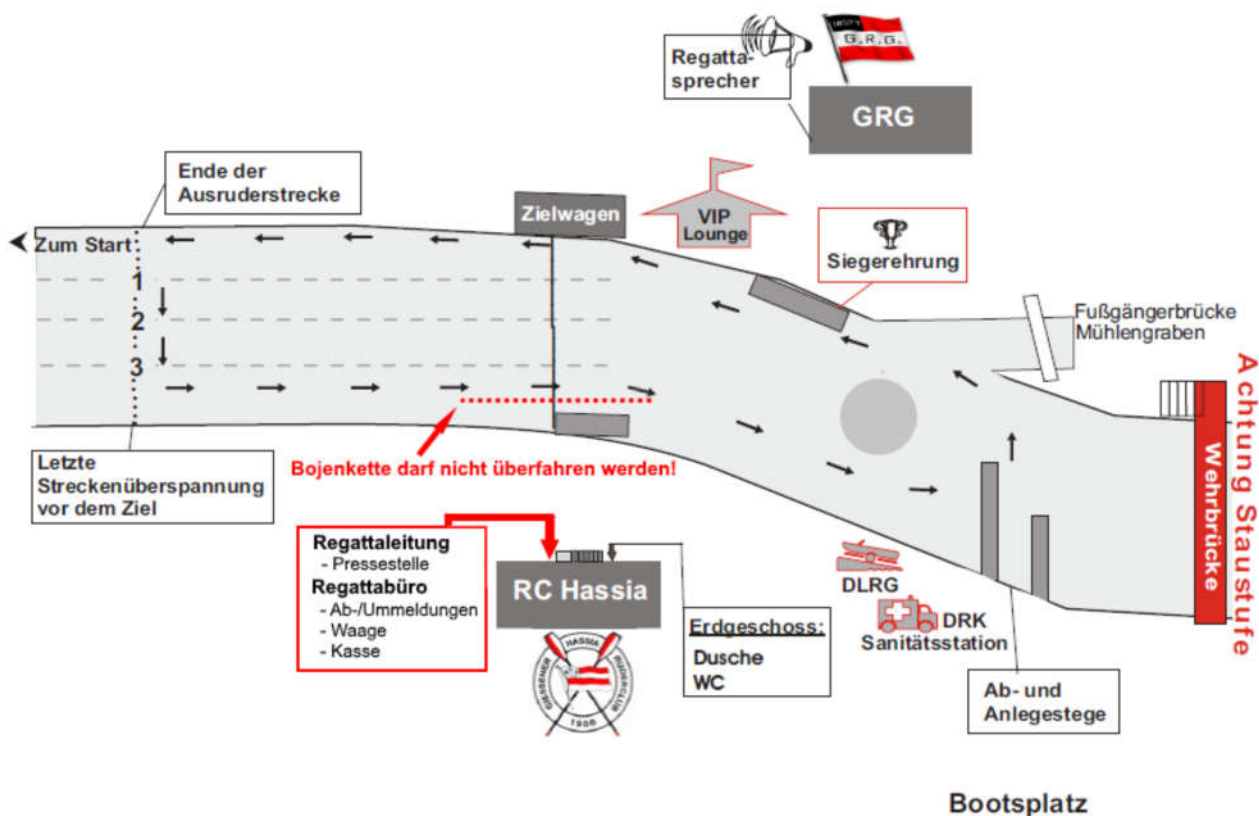 G.R.G.
Regatta-
sprecher
GRG
Ende der
Ausruderstrecke
Zielwagen
VIP
Lounge
Siegerehrung
Zum Start
1
2
3
Fußgängerbrücke
Mühlengraben
Achtung Staustufe
Wehrbrücke
Letzte
Streckenüberspannung
vor dem Ziel
Bojenkette darf nicht überfahren werden!
Regattaleitung
- Pressestelle
Regattabüro
- Ab-/Ummeldungen
- Waage
- Kasse
RC Hassia
GIESSENER
HASSIA
RUDERCLUB
1906
Erdgeschoss:
Dusche
WC
DLRG
DRK
Sanitätsstation
Ab- und
Anlegestege
Bootsplatz